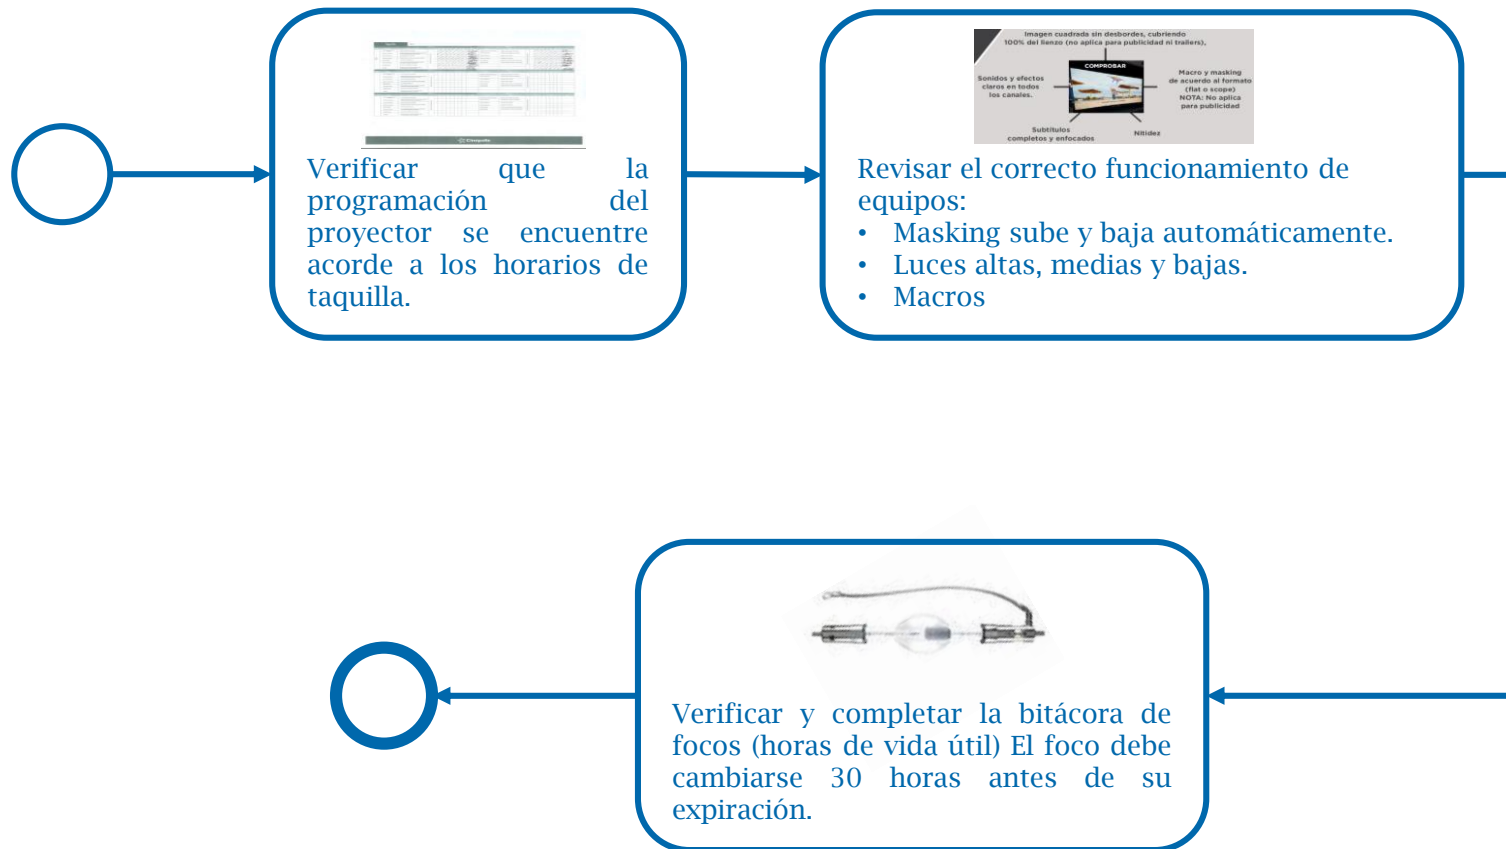 Cinépolis
Verificar que la
programación del
proyector se encuentre
acorde a los horarios de
taquilla.
Imagen cuadrada sin desbordes, cubriendo
100% del lienzo (no aplica para publicidad ni trailers),
COMPROBAR
Sonidos y efectos
claros en todos
los canales.
Macro y masking
de acuerdo al formato
(flat o scope)
NOTA: No aplica
para publicidad
Subtítulos
completos y enfocados
Nitidez
Revisar el correcto funcionamiento de
equipos:
• Masking sube y baja automáticamente.
• Luces altas, medias y bajas.
• Macros
Verificar y completar la bitácora de
focos (horas de vida útil) El foco debe
cambiarse 30 horas antes de su
expiración.